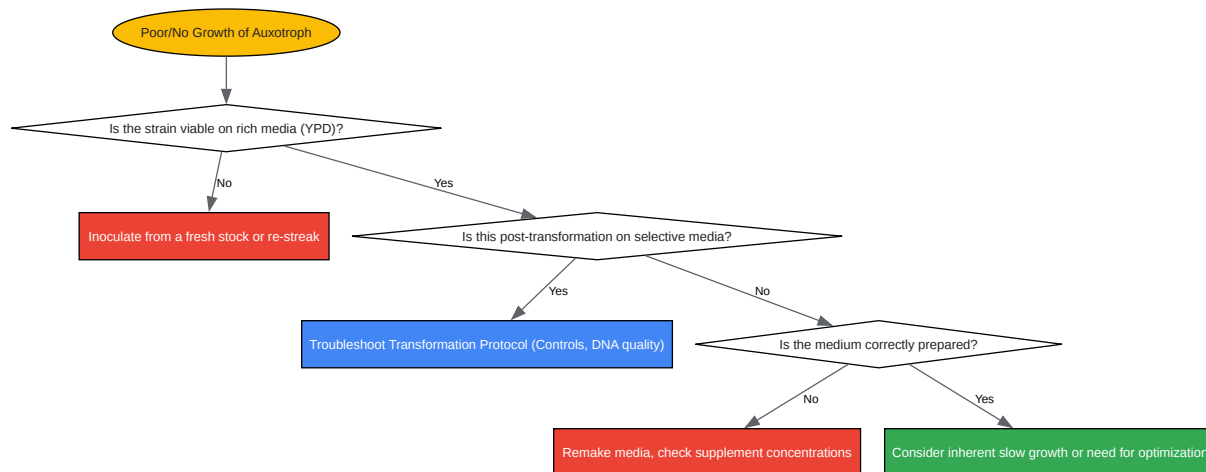 Poor/No Growth of Auxotroph
Is the strain viable on rich media (YPD)?
No
Yes
Inoculate from a fresh stock or re-streak
Is this post-transformation on selective media?
Yes
No
Troubleshoot Transformation Protocol (Controls, DNA quality)
Is the medium correctly prepared?
No
Yes
Remake media, check supplement concentrations
Consider inherent slow growth or need for optimization